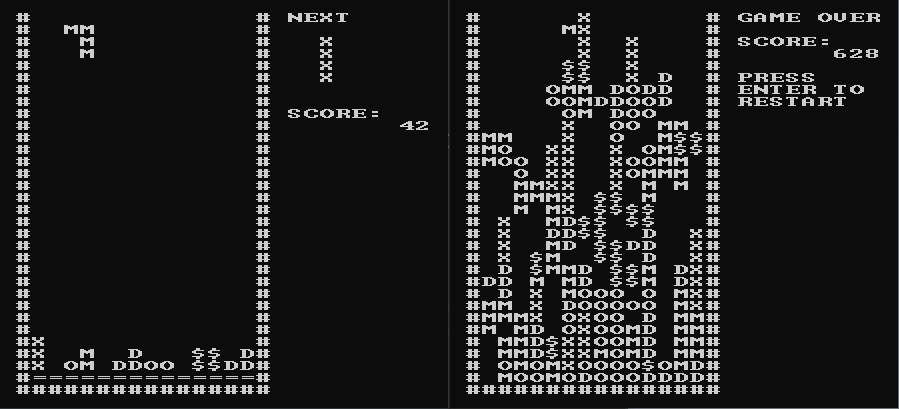 NEXT
SCORE:
42
GAME OVER
SCORE:
628
PRESS
ENTER TO
RESTART